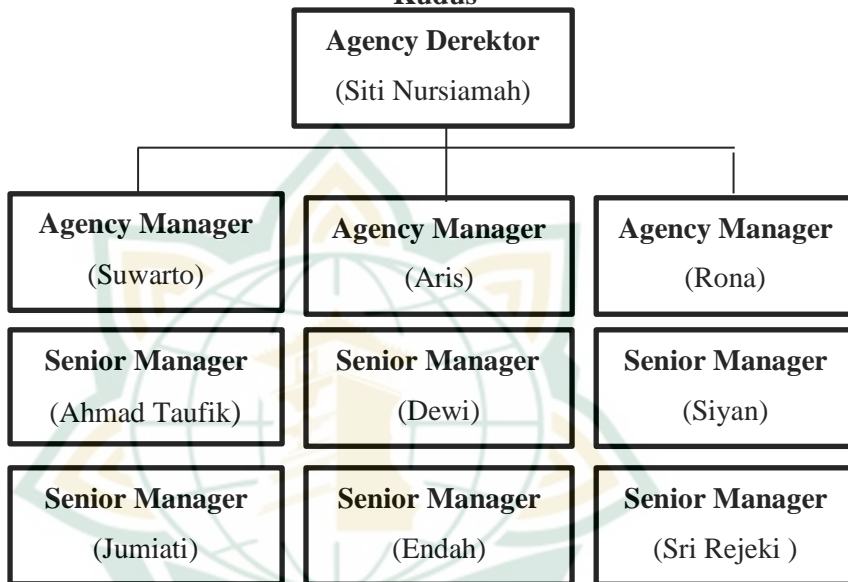 Agency Derektor
(Siti Nursiamah)
Agency Manager
(Suwarto)
Agency Manager
(Aris)
Agency Manager
(Rona)
Senior Manager
(Ahmad Taufik)
Senior Manager
(Dewi)
Senior Manager
(Siyan)
Senior Manager
(Jumiati)
Senior Manager
(Endah)
Senior Manager
(Sri Rejeki )